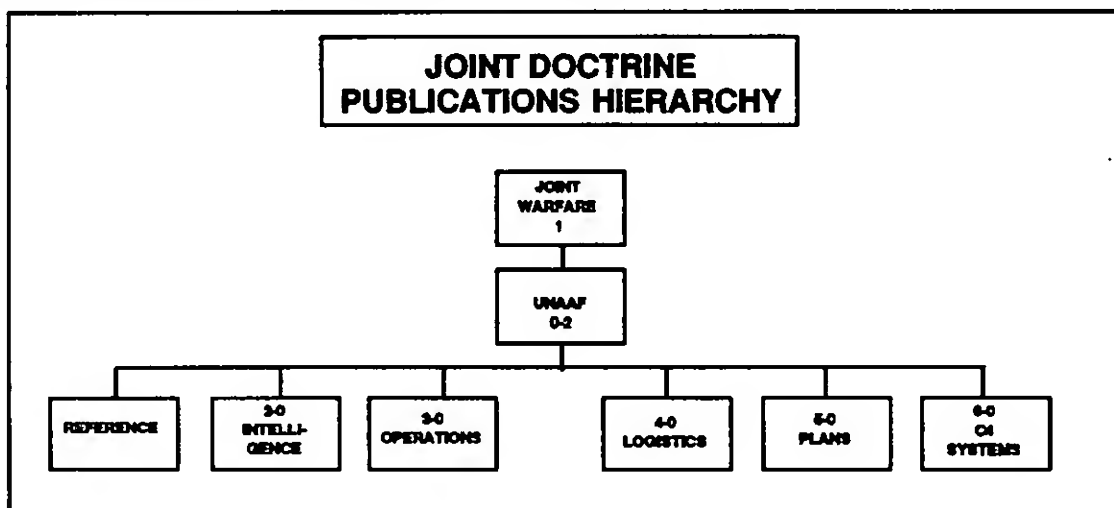 JOINT DOCTRINE
PUBLICATIONS HIERARCHY
JOINT
WARFARE
1
UNAAF
0-2
REFERENCE
2-0
INTELLI-
GENCE
3-0
OPERATIONS
4-0
LOGISTICS
5-0
PLANS
6-0
C4
SYSTEMS